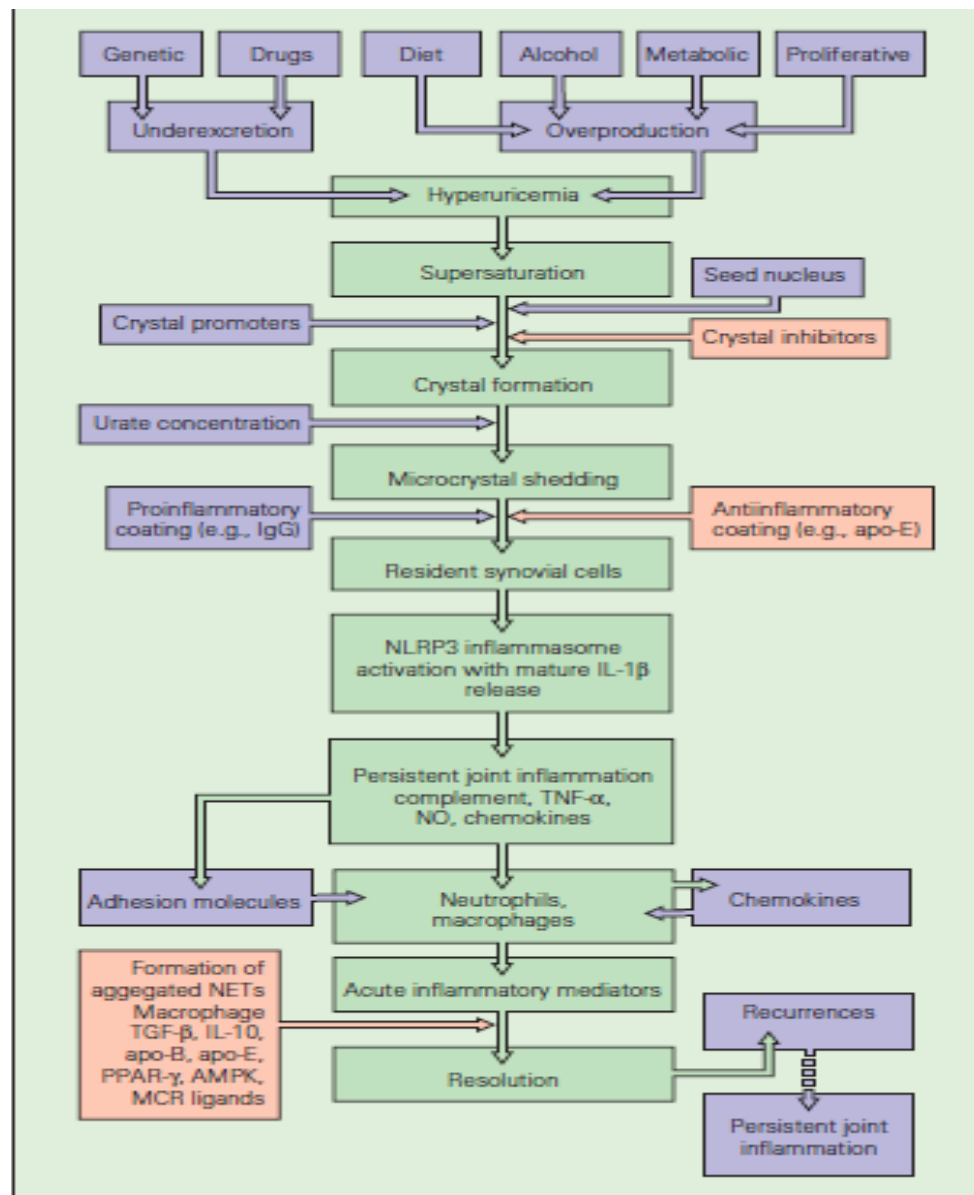 Genetic
Drugs
Diet
Alcohol
Metabolic
Proliferative
Underexcretion
Overproduction
Hyperuricemia
Supersaturation
Seed nucleus
Crystal promoters
Crystal inhibitors
Crystal formation
Urate concentration
Microcrystal shedding
Proinflammatory
coating (e.g., IgG)
Antiinflammatory
coating (e.g., apo-E)
Resident synovial cells
NLRP3 inflammasome
activation with mature IL-1β
release
Persistent joint inflammation
complement, TNF-α,
NO, chemokines
Adhesion molecules
Neutrophils,
macrophages
Chemokines
Formation of
aggegated NETs
Macrophage
TGF-β, IL-10,
apo-B, apo-E,
PPAR-γ, AMPK,
MCR ligands
Acute inflammatory mediators
Recurrences
Resolution
Persistent joint
inflammation